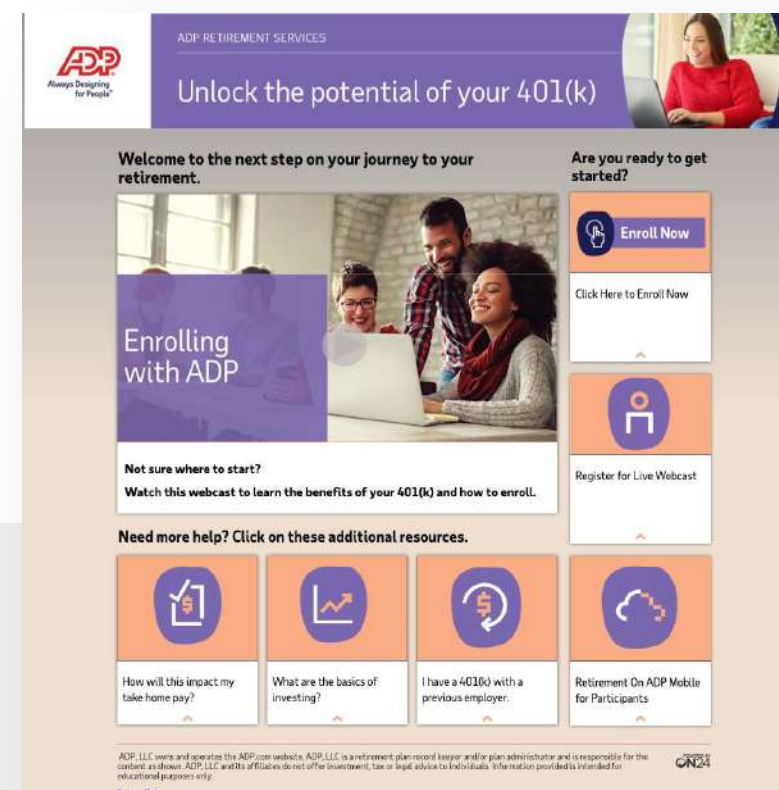 ADP
Always Designing
for People™
ADP RETIREMENT SERVICES
Unlock the potential of your 401(k)
Welcome to the next step on your journey to your
retirement.
Enrolling
with ADP
Not sure where to start?
Watch this webcast to learn the benefits of your 401(k) and how to enroll.
Are you ready to get
started?
Enroll Now
Click Here to Enroll Now
Register for Live Webcast
Need more help? Click on these additional resources.
How will this impact my
take home pay?
What are the basics of
investing?
I have a 401(k) with a
previous employer.
Retirement On ADP Mobile
for Participants
ADP, LLC owns and operates the ADP.com website. ADP, LLC is a retirement plan record keeper and/or plan administrator and is responsible for the
content as shown. ADP, LLC and its affiliates do not offer investment, tax or legal advice to individuals. Information provided is intended for
educational purposes only.
POWERED BY
ON24